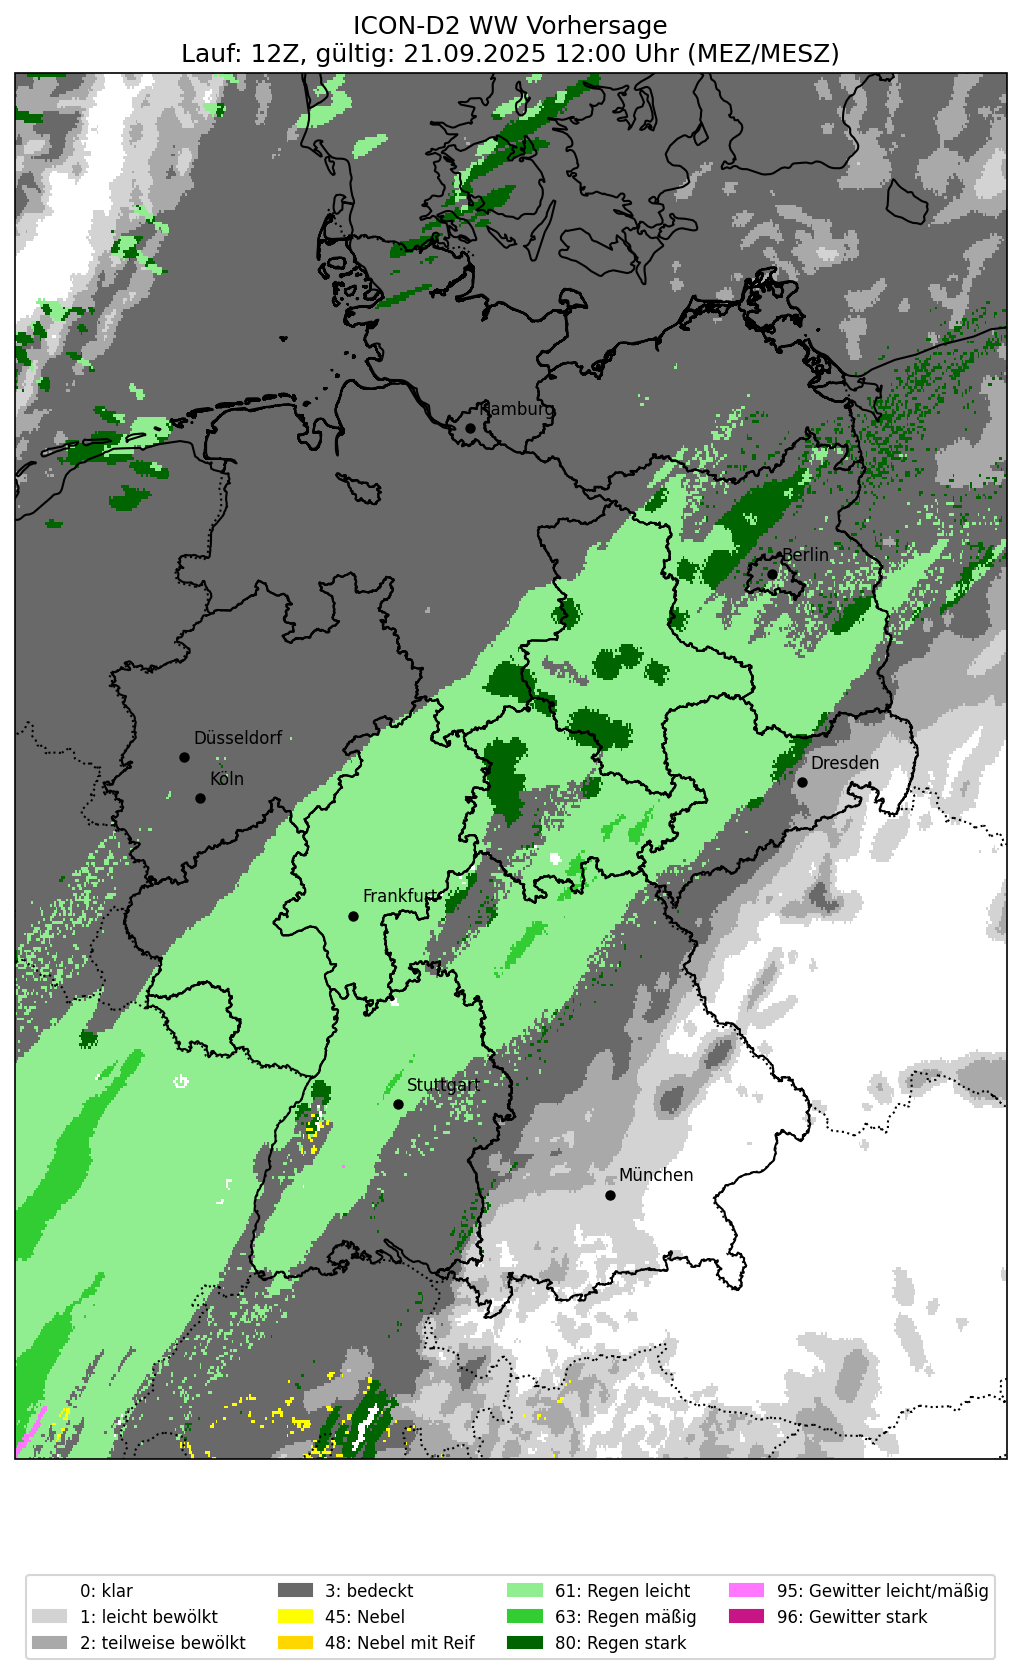 ICON-D2 WW Vorhersage
Lauf: 12Z, gültig: 21.09.2025 12:00 Uhr (MEZ/MESZ)
Hamburg
Berlin
Düsseldorf
Dresden
Köln
Frankfurt
Stuttgart
München
0: klar
1: leicht bewölkt
2: teilweise bewölkt
3: bedeckt
45: Nebel
48: Nebel mit Reif
61: Regen leicht
63: Regen mäßig
80: Regen stark
95: Gewitter leicht/mäßig
96: Gewitter stark